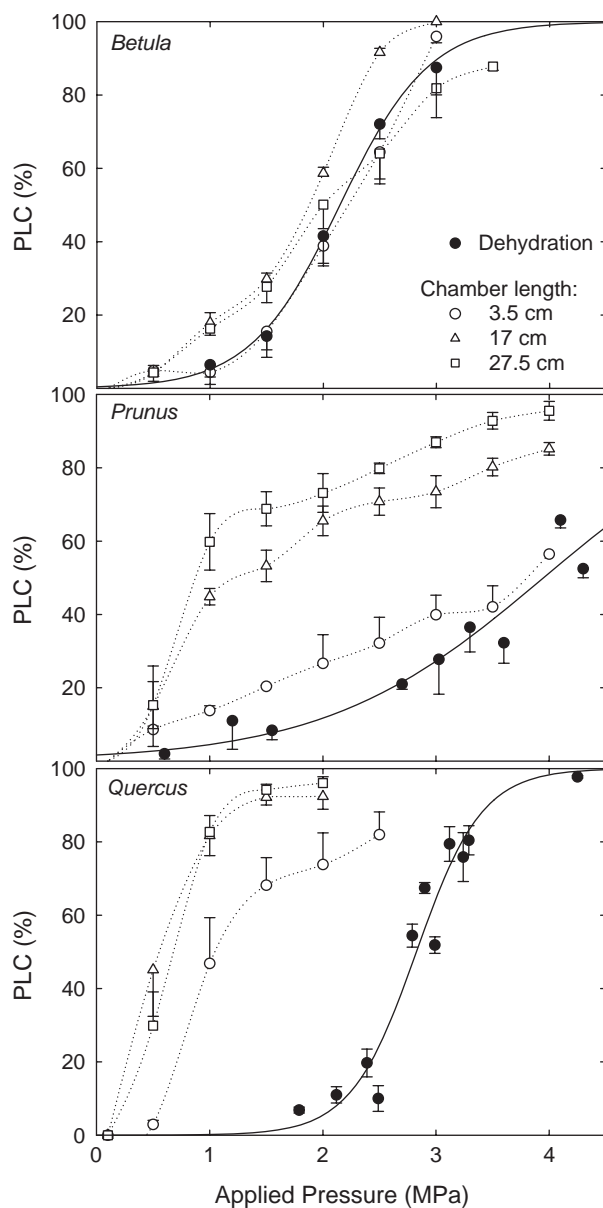 Betula
PLC (%)
100
80
60
40
20
Dehydration
Chamber length:
3.5 cm
17 cm
27.5 cm
Prunus
PLC (%)
100
80
60
40
20
Quercus
PLC (%)
100
80
60
40
20
0
0 1 2 3 4
Applied Pressure (MPa)